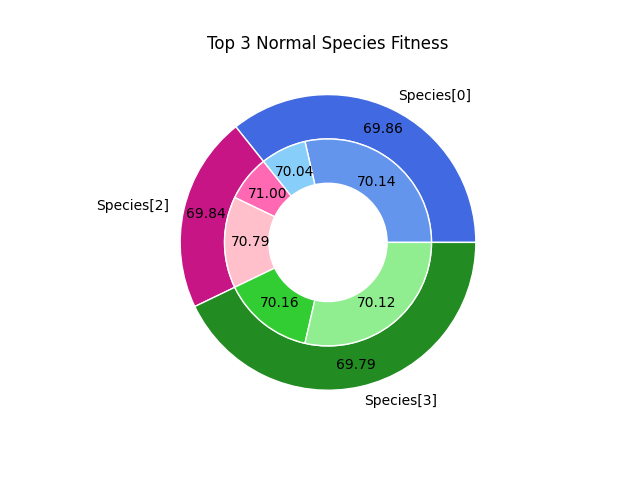 Top 3 Normal Species Fitness
Species[0]
69.86
70.04
70.14
71.00
Species[2]
69.84
70.79
70.16
70.12
69.79
Species[3]